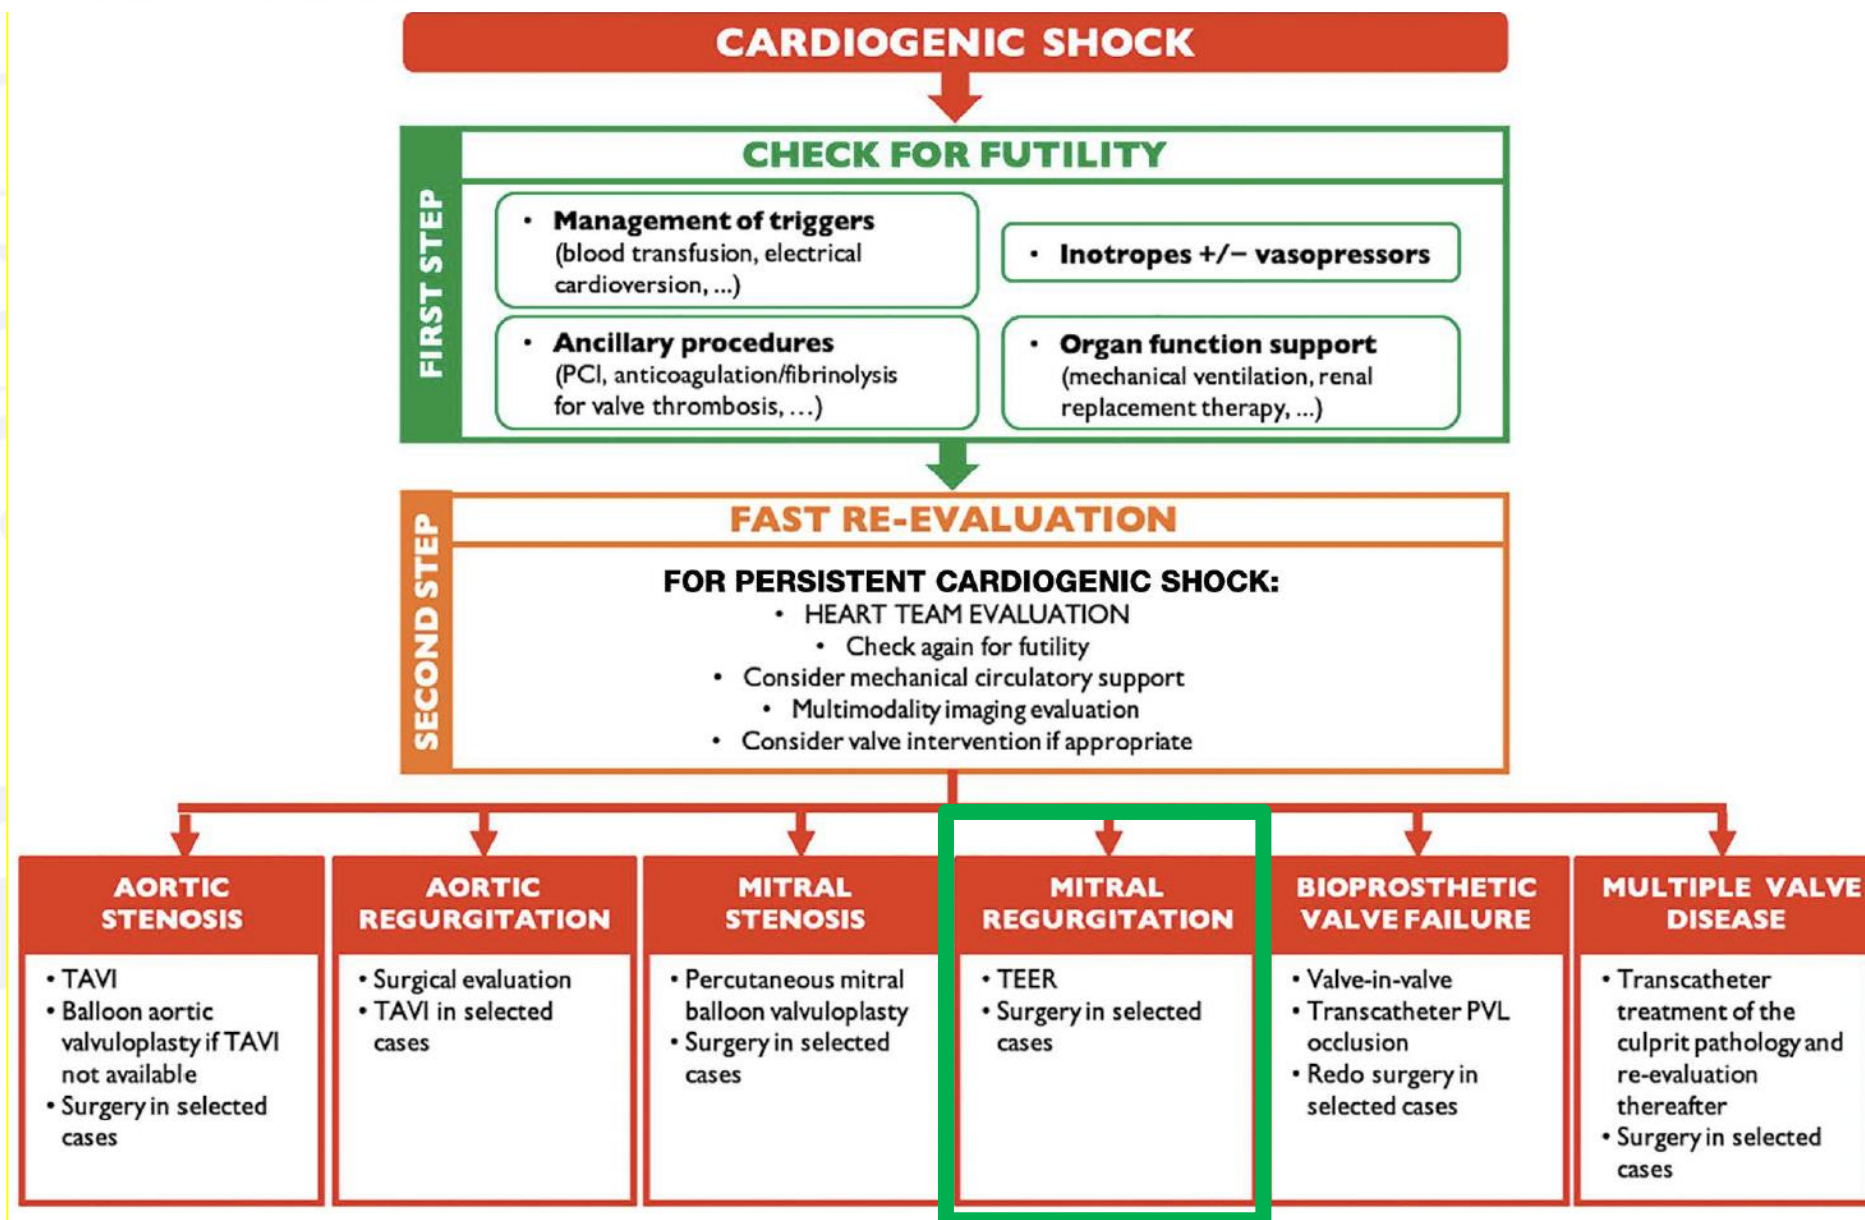 CARDIOGENIC SHOCK
FIRST STEP
CHECK FOR FUTILITY
• Management of triggers
(blood transfusion, electrical
cardioversion, ...)
• Inotropes +/− vasopressors
• Ancillary procedures
(PCI, anticoagulation/fibrinolysis
for valve thrombosis, ...)
• Organ function support
(mechanical ventilation, renal
replacement therapy, ...)
SECOND STEP
FAST RE-EVALUATION
FOR PERSISTENT CARDIOGENIC SHOCK:
• HEART TEAM EVALUATION
• Check again for futility
• Consider mechanical circulatory support
• Multimodality imaging evaluation
• Consider valve intervention if appropriate
AORTIC
STENOSIS
• TAVI
• Balloon aortic
valvuloplasty if TAVI
not available
• Surgery in selected
cases
AORTIC
REGURGITATION
• Surgical evaluation
• TAVI in selected
cases
MITRAL
STENOSIS
• Percutaneous mitral
balloon valvuloplasty
• Surgery in selected
cases
MITRAL
REGURGITATION
• TEER
• Surgery in selected
cases
BIOPROSTHETIC
VALVE FAILURE
• Valve-in-valve
• Transcatheter PVL
occlusion
• Redo surgery in
selected cases
MULTIPLE VALVE
DISEASE
• Transcatheter
treatment of the
culprit pathology and
re-evaluation
thereafter
• Surgery in selected
cases